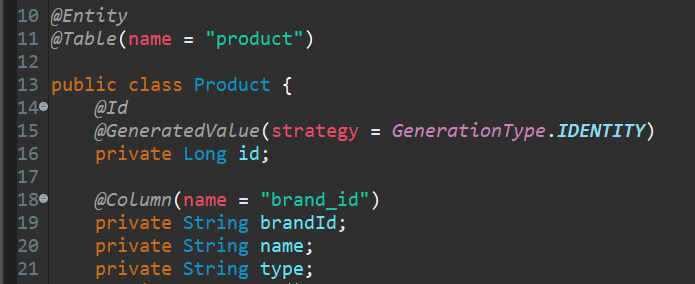 10 @Entity
11 @Table(name = "product")
12
13 public class Product {
14 @Id
15 @GeneratedValue(strategy = GenerationType.IDENTITY)
16 private Long id;
17
18 @Column(name = "brand_id")
19 private String brandId;
20 private String name;
21 private String type;